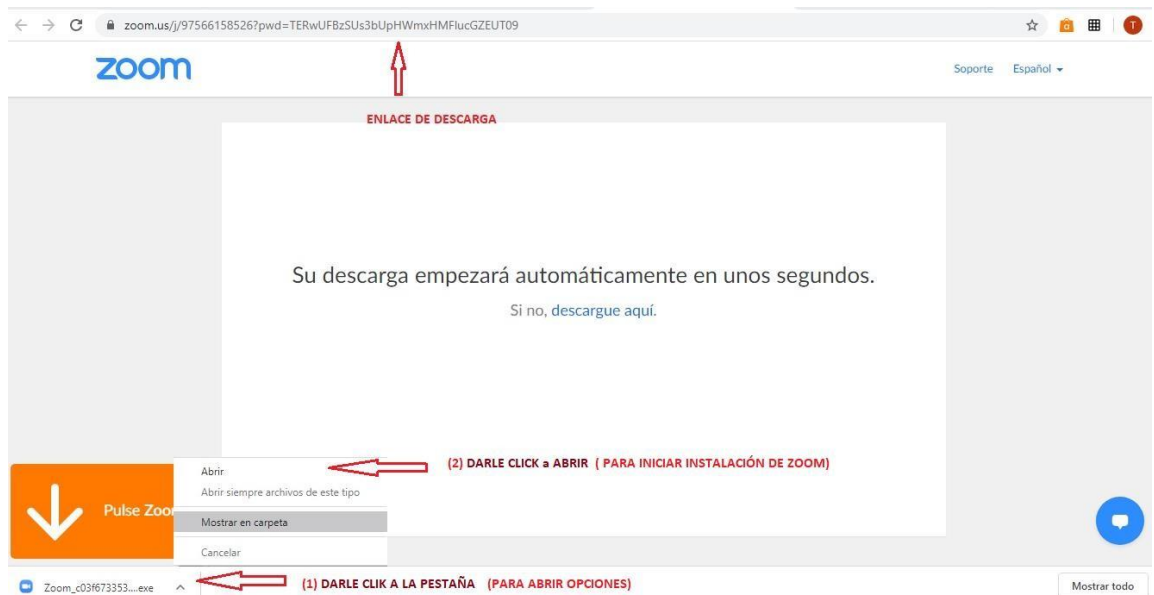 zoom.us/j/97566158526?pwd=TERwUFBzSUs3bUpHWmxHMFlucGZEUT09
T
zoom
Soporte Español
ENLACE DE DESCARGA
Su descarga empezará automáticamente en unos segundos.
Si no, descargue aquí.
(2) DARLE CLICK a ABRIR ( PARA INICIAR INSTALACIÓN DE ZOOM)
Abrir
Abrir siempre archivos de este tipo
Pulse Zoo
Mostrar en carpeta
Cancelar
Zoom_c03f673353....exe
(1) DARLE CLIK A LA PESTAÑA (PARA ABRIR OPCIONES)
Mostrar todo